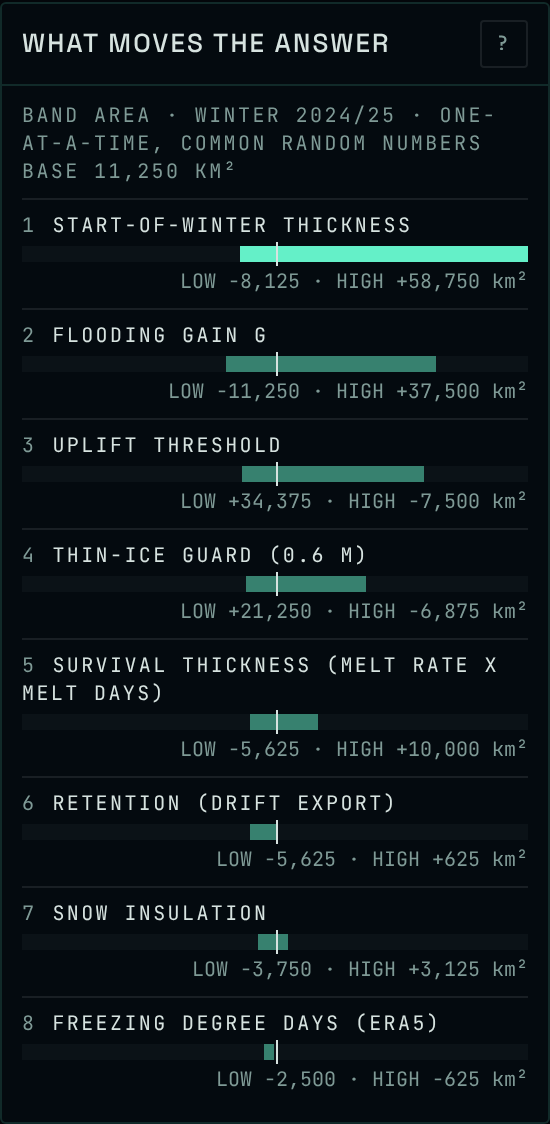 WHAT MOVES THE ANSWER
?
BAND AREA · WINTER 2024/25 · ONE-
AT-A-TIME, COMMON RANDOM NUMBERS
BASE 11,250 KM²
1 START-OF-WINTER THICKNESS
LOW -8,125 · HIGH +58,750 km²
2 FLOODING GAIN G
LOW -11,250 · HIGH +37,500 km²
3 UPLIFT THRESHOLD
LOW +34,375 · HIGH -7,500 km²
4 THIN-ICE GUARD (0.6 M)
LOW +21,250 · HIGH -6,875 km²
5 SURVIVAL THICKNESS (MELT RATE X
MELT DAYS)
LOW -5,625 · HIGH +10,000 km²
6 RETENTION (DRIFT EXPORT)
LOW -5,625 · HIGH +625 km²
7 SNOW INSULATION
LOW -3,750 · HIGH +3,125 km²
8 FREEZING DEGREE DAYS (ERA5)
LOW -2,500 · HIGH -625 km²